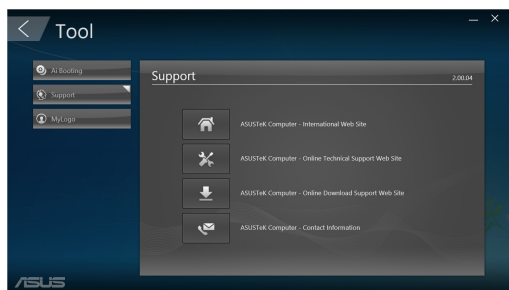 Tool
Ai Booting
Support
MyLogo
Support
2.00.04
ASUSTeK Computer - International Web Site
ASUSTeK Computer - Online Technical Support Web Site
ASUSTeK Computer - Online Download Support Web Site
ASUSTeK Computer - Contact Information
ASUS